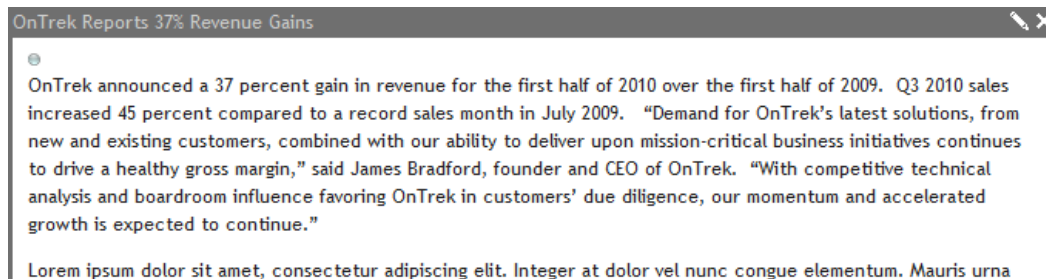 OnTrek Reports 37% Revenue Gains
OnTrek announced a 37 percent gain in revenue for the first half of 2010 over the first half of 2009.  Q3 2010 sales
increased 45 percent compared to a record sales month in July 2009.   “Demand for OnTrek’s latest solutions, from
new and existing customers, combined with our ability to deliver upon mission-critical business initiatives continues
to drive a healthy gross margin,” said James Bradford, founder and CEO of OnTrek.  “With competitive technical
analysis and boardroom influence favoring OnTrek in customers’ due diligence, our momentum and accelerated
growth is expected to continue.”
Lorem ipsum dolor sit amet, consectetur adipiscing elit. Integer at dolor vel nunc congue elementum. Mauris urna